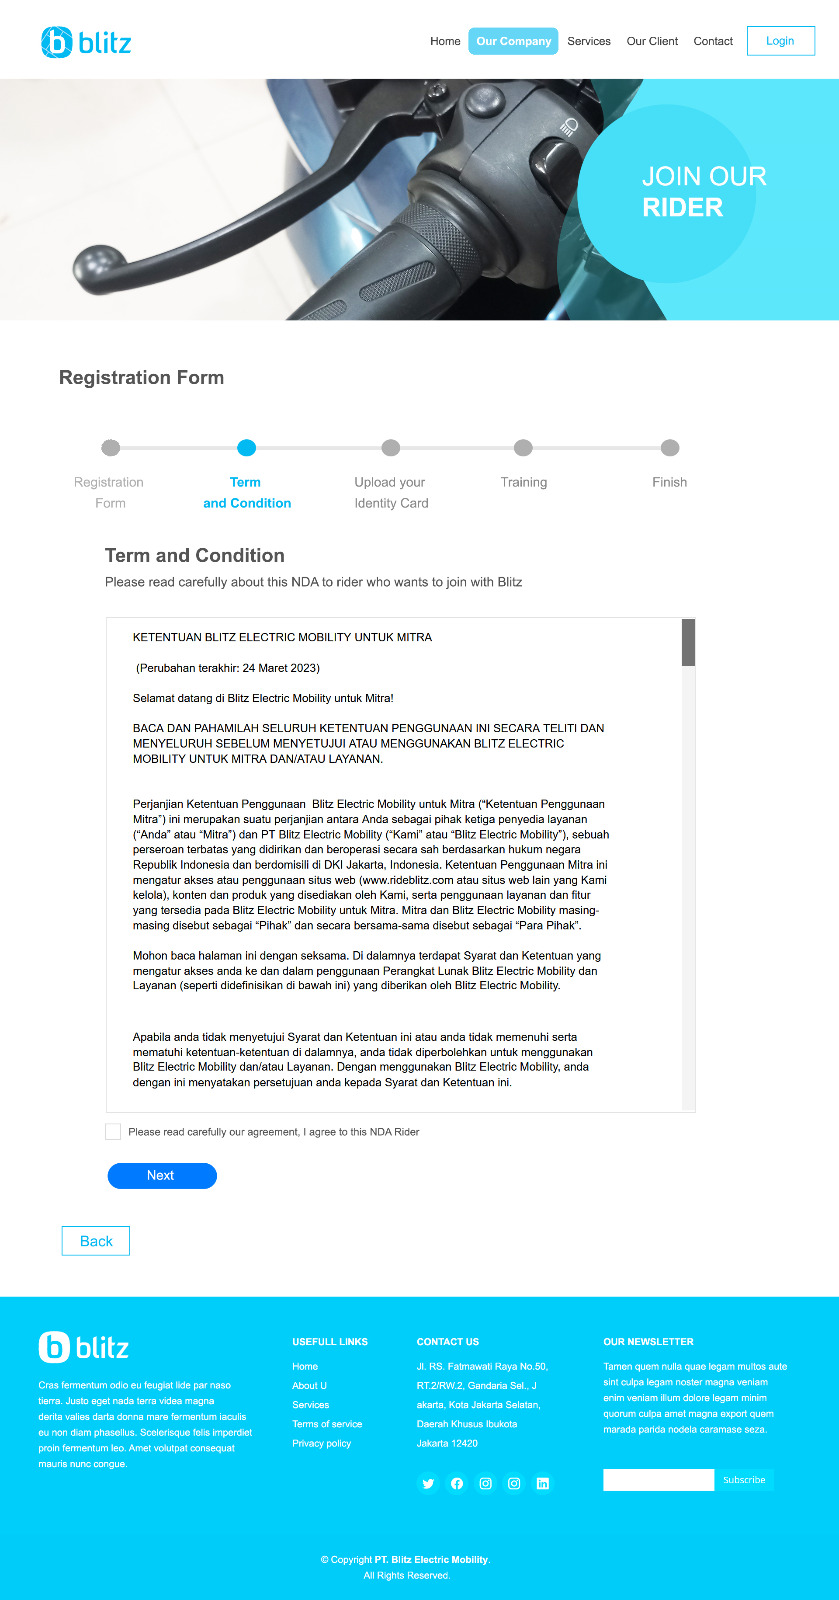 blitz
Home Our Company Services Our Client Contact Login
JOIN OUR
RIDER
Registration Form
Registration
Form
Term
and Condition
Upload your
Identity Card
Training
Finish
Term and Condition
Please read carefully about this NDA to rider who wants to join with Blitz
KETENTUAN BLITZ ELECTRIC MOBILITY UNTUK MITRA
(Perubahan terakhir: 24 Maret 2023)
Selamat datang di Blitz Electric Mobility untuk Mitra!
BACA DAN PAHAMILAH SELURUH KETENTUAN PENGGUNAAN INI SECARA TELITI DAN
MENYELURUH SEBELUM MENYETUJUI ATAU MENGGUNAKAN BLITZ ELECTRIC
MOBILITY UNTUK MITRA DAN/ATAU LAYANAN.
Perjanjian Ketentuan Penggunaan  Blitz Electric Mobility untuk Mitra (“Ketentuan Penggunaan
Mitra”) ini merupakan suatu perjanjian antara Anda sebagai pihak ketiga penyedia layanan
(“Anda” atau “Mitra”) dan PT Blitz Electric Mobility (“Kami” atau “Blitz Electric Mobility”), sebuah
perseroan terbatas yang didirikan dan beroperasi secara sah berdasarkan hukum negara
Republik Indonesia dan berdomisili di DKI Jakarta, Indonesia. Ketentuan Penggunaan Mitra ini
mengatur akses atau penggunaan situs web (www.rideblitz.com atau situs web lain yang Kami
kelola), konten dan produk yang disediakan oleh Kami, serta penggunaan layanan dan fitur
yang tersedia pada Blitz Electric Mobility untuk Mitra. Mitra dan Blitz Electric Mobility masing-
masing disebut sebagai “Pihak” dan secara bersama-sama disebut sebagai “Para Pihak”.
Mohon baca halaman ini dengan seksama. Di dalamnya terdapat Syarat dan Ketentuan yang
mengatur akses anda ke dan dalam penggunaan Perangkat Lunak Blitz Electric Mobility dan
Layanan (seperti didefinisikan di bawah ini) yang diberikan oleh Blitz Electric Mobility.
Apabila anda tidak menyetujui Syarat dan Ketentuan ini atau anda tidak memenuhi serta
mematuhi ketentuan-ketentuan di dalamnya, anda tidak diperbolehkan untuk menggunakan
Blitz Electric Mobility dan/atau Layanan. Dengan menggunakan Blitz Electric Mobility, anda
dengan ini menyatakan persetujuan anda kepada Syarat dan Ketentuan ini.
Please read carefully our agreement, I agree to this NDA Rider
Next
Back
blitz
Cras fermentum odio eu feugiat lide par naso
tierra. Justo eget nada terra videa magna
derita valies darta donna mare fermentum iaculis
eu non diam phasellus. Scelerisque felis imperdiet
proin fermentum leo. Amet volutpat consequat
mauris nunc congue.
USEFULL LINKS
Home
About U
Services
Terms of service
Privacy policy
CONTACT US
Jl. RS. Fatmawati Raya No.50,
RT.2/RW.2, Gandaria Sel., J
akarta, Kota Jakarta Selatan,
Daerah Khusus Ibukota
Jakarta 12420
OUR NEWSLETTER
Tamen quem nulla quae legam multos aute
sint culpa legam noster magna veniam
enim veniam illum dolore legam minim
quorum culpa amet magna export quem
marada parida nodela caramase seza.
Subscribe
© Copyright PT. Blitz Electric Mobility.
All Rights Reserved.